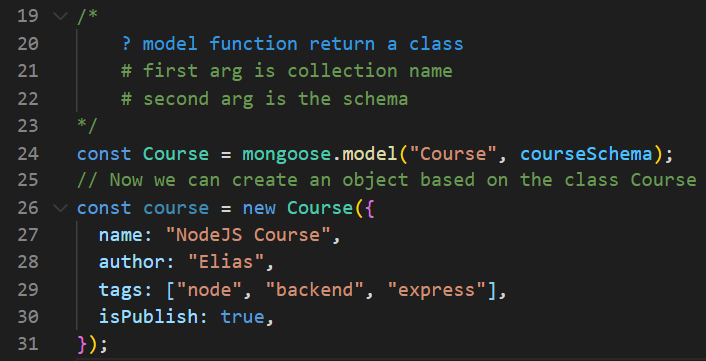 19 /*
20 ? model function return a class
21 # first arg is collection name
22 # second arg is the schema
23 */
24 const Course = mongoose.model("Course", courseSchema);
25 // Now we can create an object based on the class Course
26 const course = new Course({
27 name: "NodeJS Course",
28 author: "Elias",
29 tags: ["node", "backend", "express"],
30 isPublish: true,
31 });